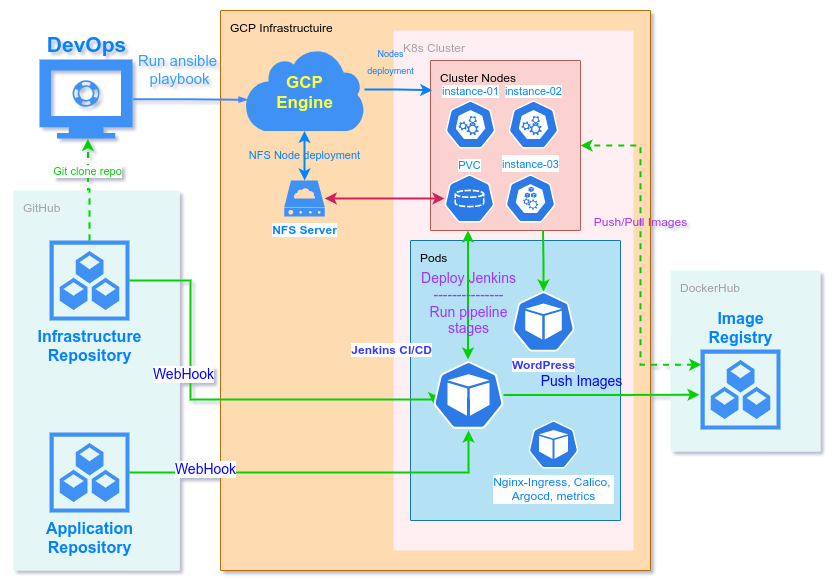 GCP Infrastructuire
DevOps
Run ansible
playbook
GCP
Engine
Nodes
deployment
K8s Cluster
Cluster Nodes
instance-01
instance-02
PVC
instance-03
NFS Node deployment
NFS Server
Git clone repo
GitHub
Infrastructure
Repository
WebHook
Application
Repository
WebHook
Pods
Deploy Jenkins
---------------
Run pipeline
stages
Jenkins CI/CD
WordPress
Push Images
Nginx-Ingress, Calico,
Argocd, metrics
Push/Pull Images
DockerHub
Image
Registry